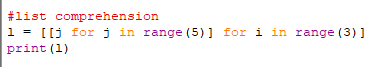 #list comprehension
l = [[j for j in range(5)] for i in range(3)]
print(l)